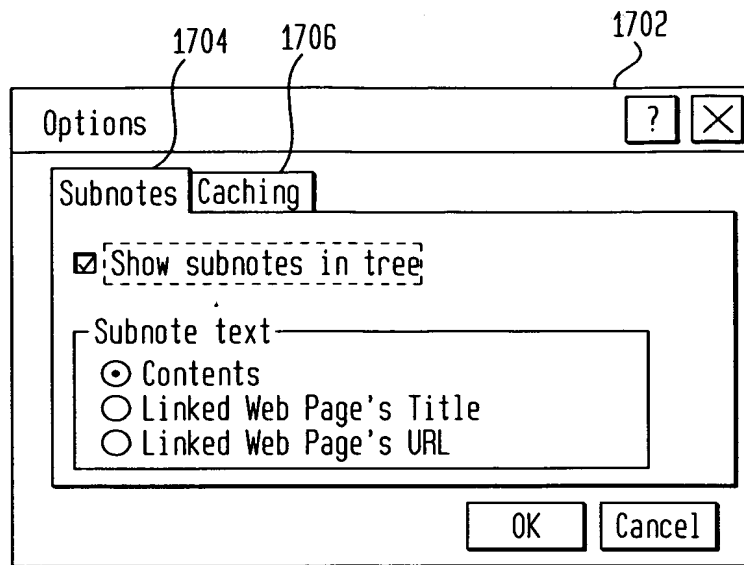 1704 1706 1702
Options ?
Subnotes Caching
Show subnotes in tree
Subnote text
Contents
Linked Web Page's Title
Linked Web Page's URL
OK Cancel